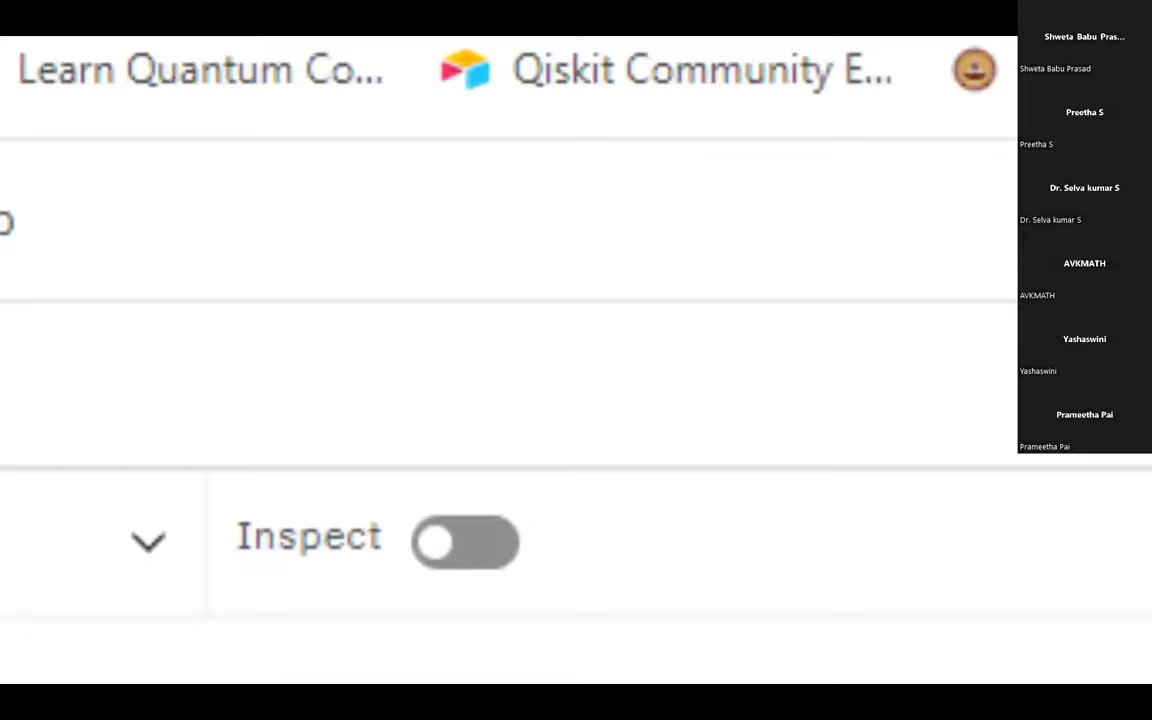 Learn Quantum Co...
Qiskit Community E...
Inspect
Shweta Babu Pras...
Shweta Babu Prasad
Preetha S
Preetha S
Dr. Selva kumar S
Dr. Selva kumar S
AVKMATH
AVKMATH
Yashaswini
Yashaswini
Prameetha Pai
Prameetha Pai